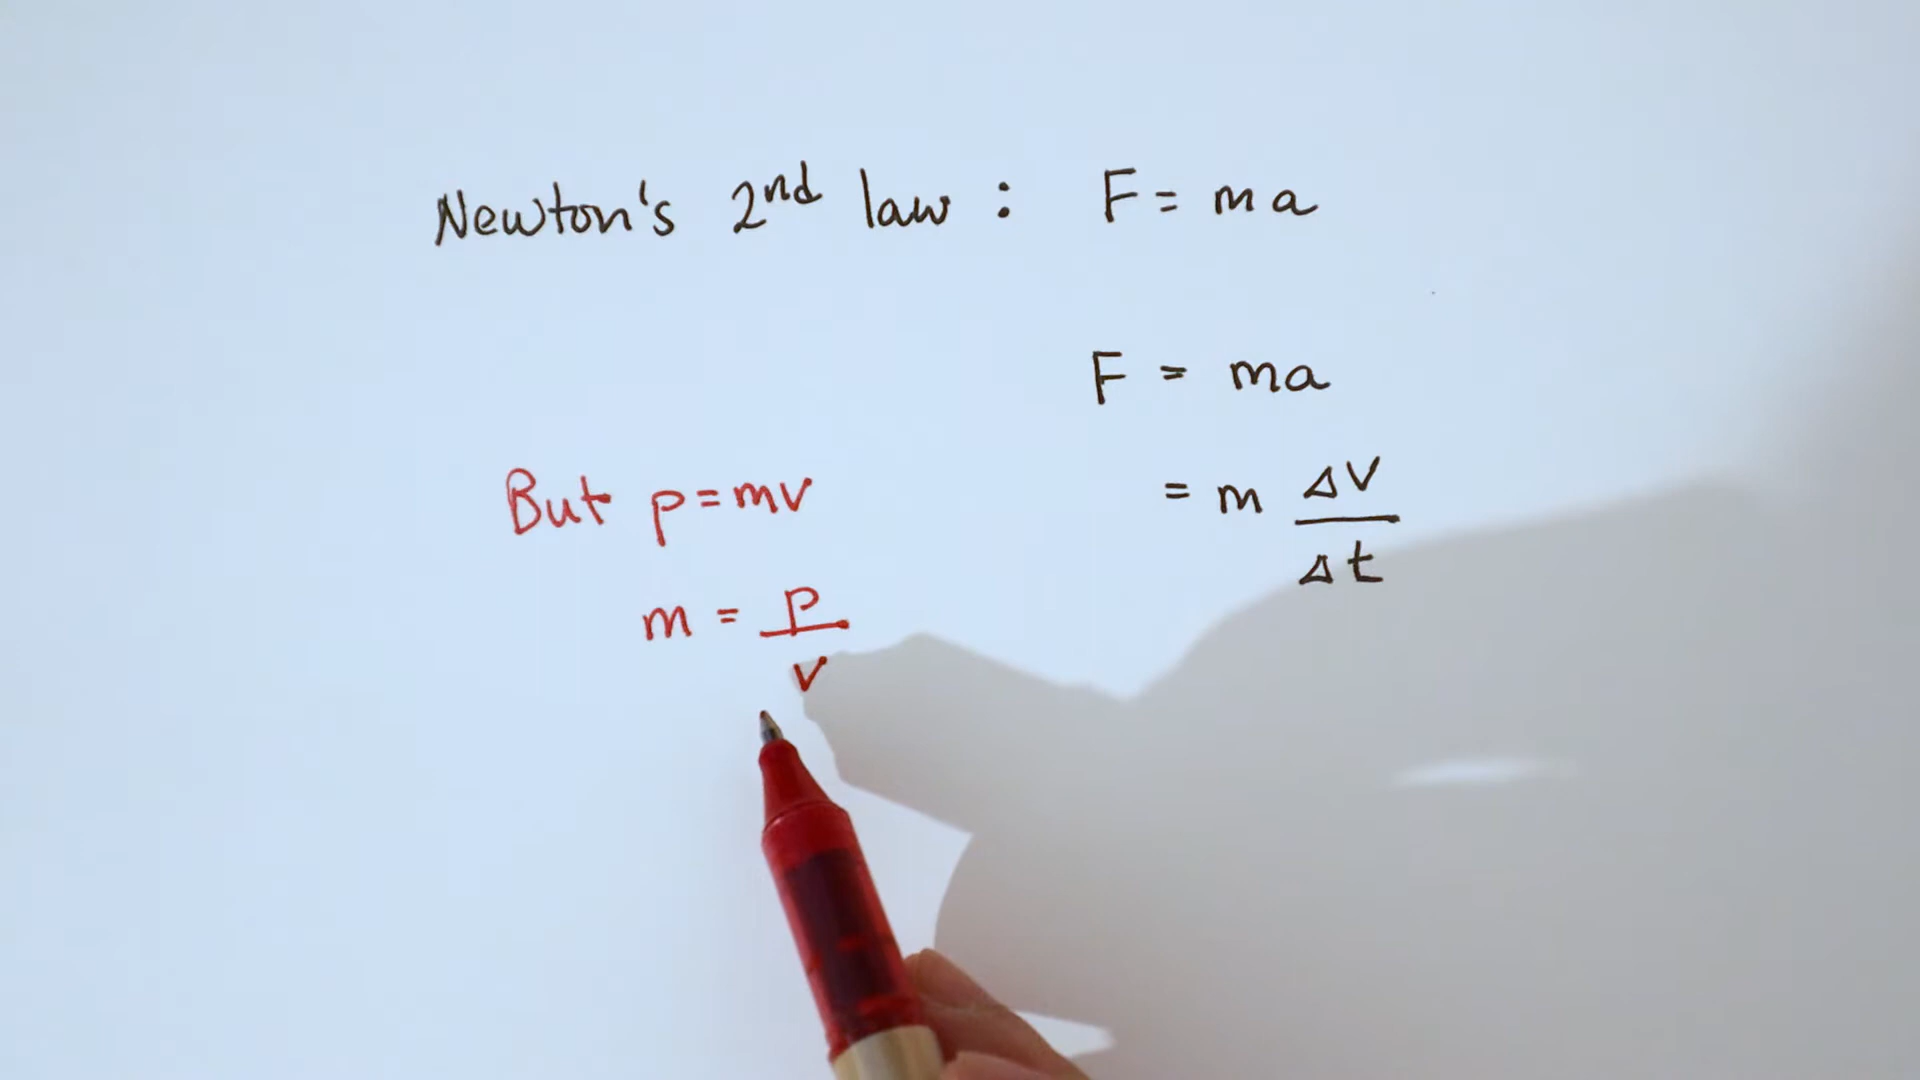 Newton's 2nd law : F = ma
F = ma
But p = mv
= m Δv/Δt
m = p/v